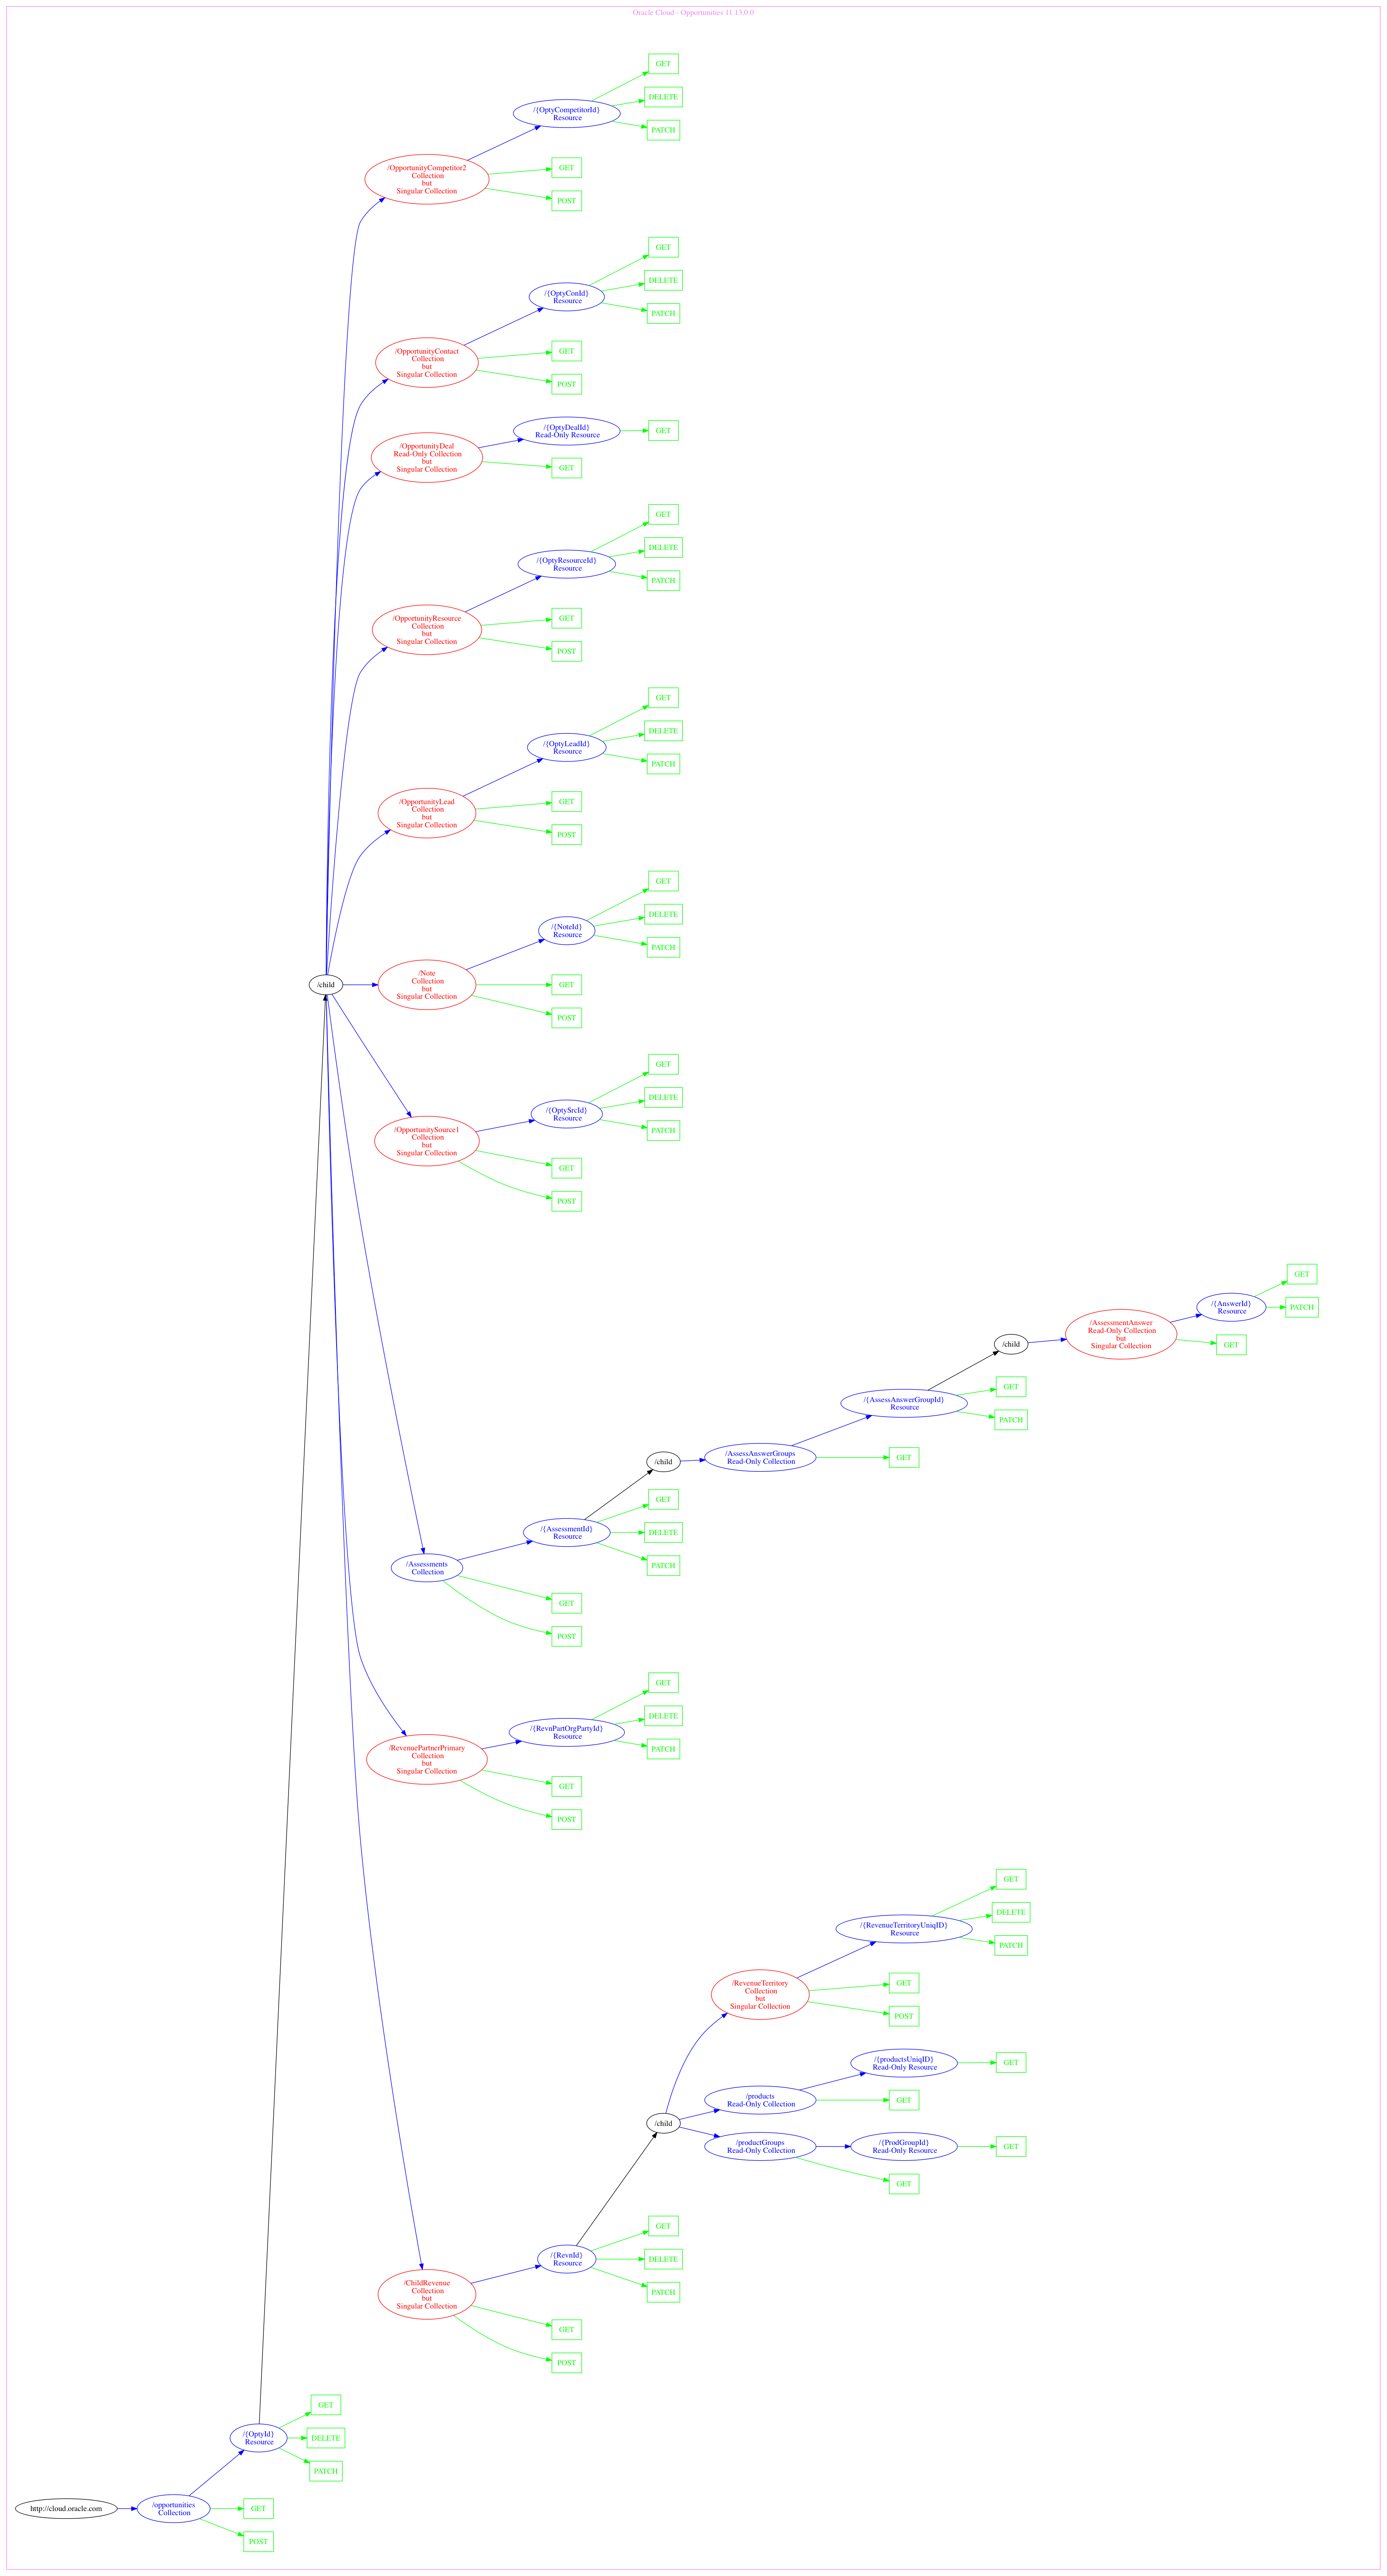 Oracle Cloud - Opportunities 11.13.0.0
GET
DELETE
/{OptyCompetitorId}
Resource
PATCH
GET
/OpportunityCompetitor2
Collection
but
Singular Collection
POST
GET
DELETE
/{OptyConId}
Resource
PATCH
GET
/OpportunityContact
Collection
but
Singular Collection
POST
/{OptyDealId}
Read-Only Resource
GET
/OpportunityDeal
Read-Only Collection
but
Singular Collection
GET
GET
DELETE
/{OptyResourceId}
Resource
PATCH
GET
/OpportunityResource
Collection
but
Singular Collection
POST
GET
DELETE
/{OptyLeadId}
Resource
PATCH
GET
/OpportunityLead
Collection
but
Singular Collection
POST
GET
DELETE
/{NoteId}
Resource
PATCH
/child
/Note
Collection
but
Singular Collection
GET
POST
GET
DELETE
/{OptySrcId}
Resource
PATCH
/OpportunitySource1
Collection
but
Singular Collection
GET
POST
GET
/{AnswerId}
Resource
PATCH
/AssessmentAnswer
Read-Only Collection
but
Singular Collection
/child
GET
GET
/{AssessAnswerGroupId}
Resource
PATCH
/child
/AssessAnswerGroups
Read-Only Collection
GET
GET
/{AssessmentId}
Resource
DELETE
PATCH
/Assessments
Collection
GET
POST
GET
DELETE
/{RevnPartOrgPartyId}
Resource
PATCH
/RevenuePartnerPrimary
Collection
but
Singular Collection
GET
POST
GET
DELETE
/{RevenueTerritoryUniqID}
Resource
PATCH
/RevenueTerritory
Collection
but
Singular Collection
GET
POST
/{productsUniqID}
Read-Only Resource
GET
/products
Read-Only Collection
GET
/child
/productGroups
Read-Only Collection
/{ProdGroupId}
Read-Only Resource
GET
GET
GET
/{RevnId}
Resource
DELETE
PATCH
/ChildRevenue
Collection
but
Singular Collection
GET
POST
GET
/{OptyId}
Resource
DELETE
PATCH
http://cloud.oracle.com
/opportunities
Collection
GET
POST